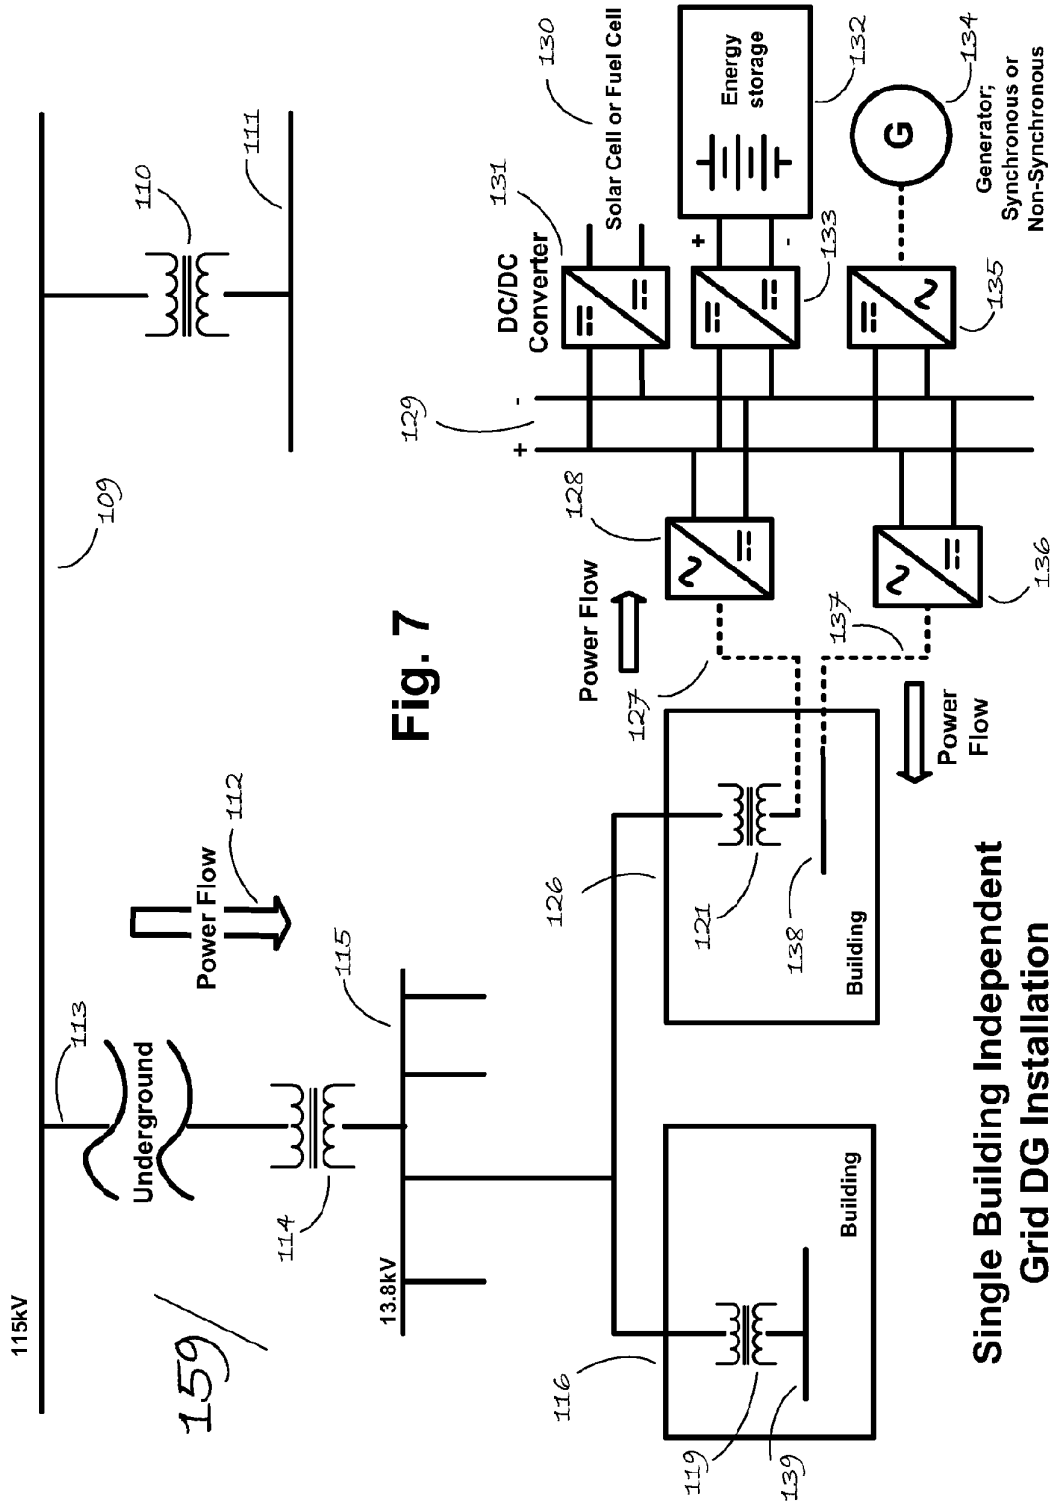 115kV
109
110
111
113
Underground
Power Flow
112
159
114
13.8kV
115
Fig. 7
116
119
139
Building
126
121
138
Building
127
Power Flow
128
129
+
-
DC/DC
Converter
131
130
Solar Cell or Fuel Cell
+
-
133
Energy
storage
132
137
Power
Flow
136
135
G
134
Generator;
Synchronous or
Non-Synchronous
Single Building Independent
Grid DG Installation